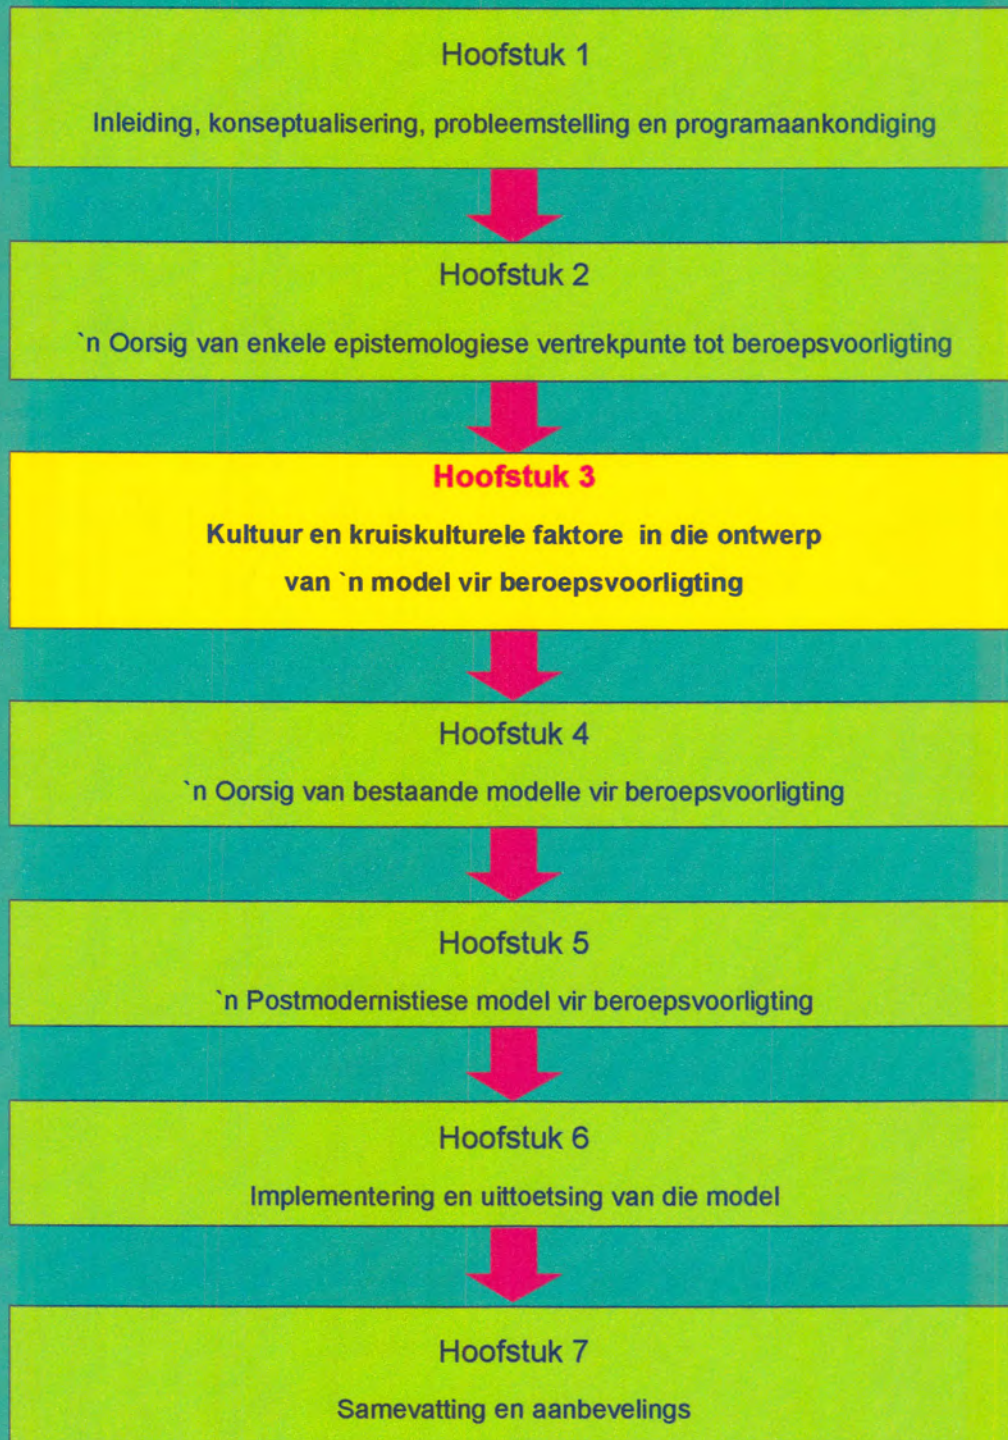 Hoofstuk 1
Inleiding, konseptualisering, probleemstelling en programaankondiging
Hoofstuk 2
`n Oorsig van enkele epistemologiese vertrekpunte tot beroepsvoorligting
Hoofstuk 3
Kultuur en kruiskulturele faktore in die ontwerp
van `n model vir beroepsvoorligting
Hoofstuk 4
`n Oorsig van bestaande modelle vir beroepsvoorligting
Hoofstuk 5
`n Postmodernistiese model vir beroepsvoorligting
Hoofstuk 6
Implementering en uittoetsing van die model
Hoofstuk 7
Samevatting en aanbevelings